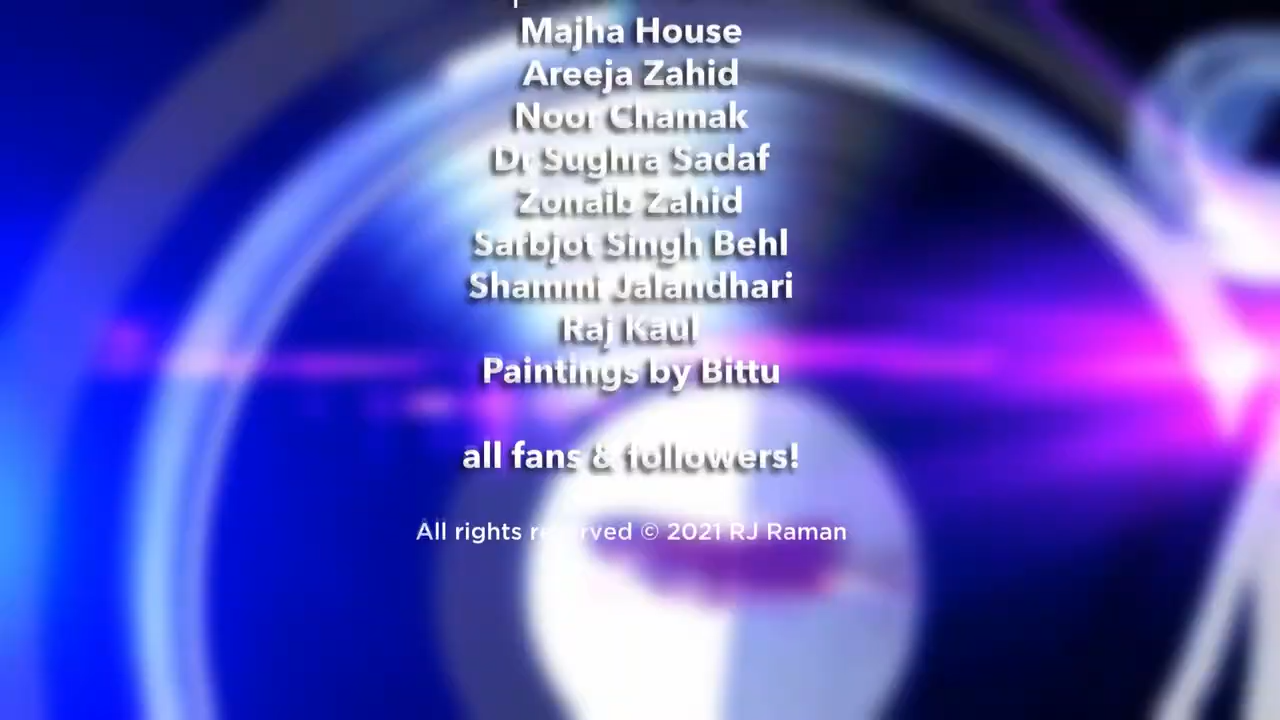 Majha House
Areeja Zahid
Noor Chamak
Dr Sughra Sadaf
Zonaib Zahid
Sarbjot Singh Behl
Shammi Jalandhari
Raj Kaul
Paintings by Bittu
all fans & followers!
All rights reserved © 2021 RJ Raman